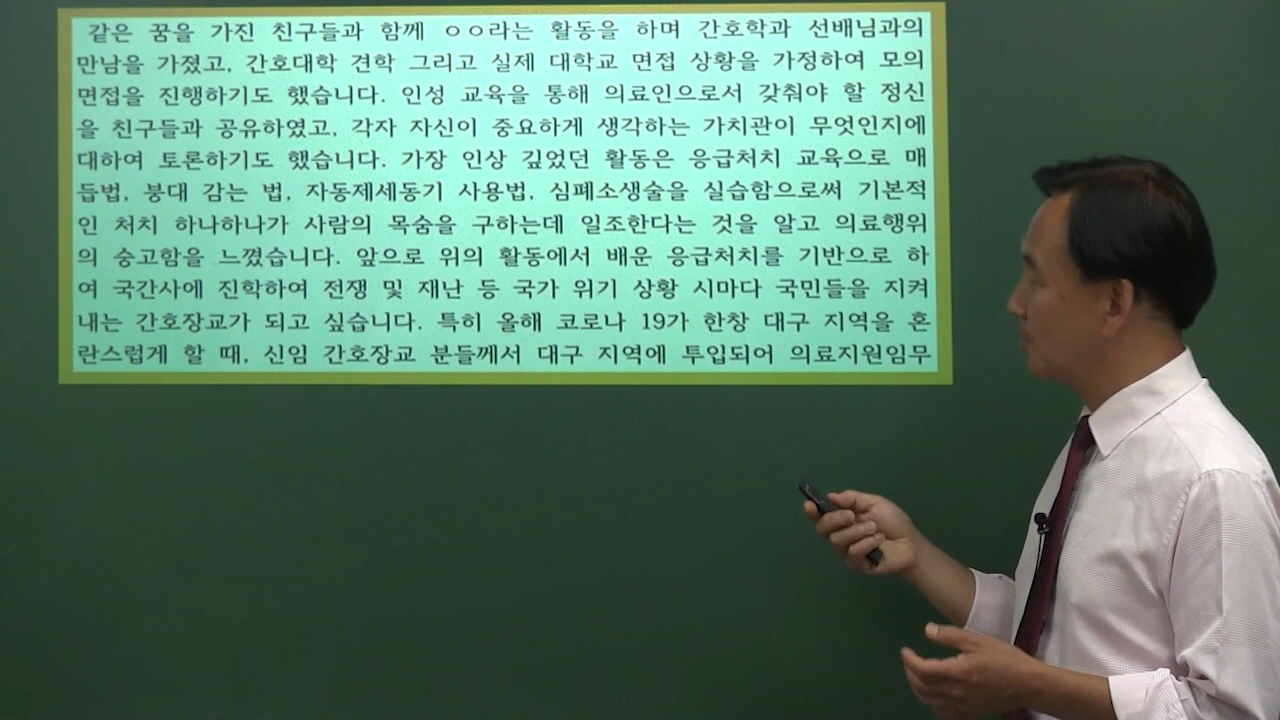 같은 꿈을 가진 친구들과 함께 ㅇㅇ라는 활동을 하며 간호학과 선배님과의
만남을 가졌고, 간호대학 견학 그리고 실제 대학교 면접 상황을 가정하여 모의
면접을 진행하기도 했습니다. 인성 교육을 통해 의료인으로서 갖춰야 할 정신
을 친구들과 공유하였고, 각자 자신이 중요하게 생각하는 가치관이 무엇인지에
대하여 토론하기도 했습니다. 가장 인상 깊었던 활동은 응급처치 교육으로 매
듭법, 붕대 감는 법, 자동제세동기 사용법, 심폐소생술을 실습함으로써 기본적
인 처치 하나하나가 사람의 목숨을 구하는데 일조한다는 것을 알고 의료행위
의 숭고함을 느꼈습니다. 앞으로 위의 활동에서 배운 응급처치를 기반으로 하
여 국간사에 진학하여 전쟁 및 재난 등 국가 위기 상황 시마다 국민들을 지켜
내는 간호장교가 되고 싶습니다. 특히 올해 코로나 19가 한창 대구 지역을 혼
란스럽게 할 때, 신임 간호장교 분들께서 대구 지역에 투입되어 의료지원임무